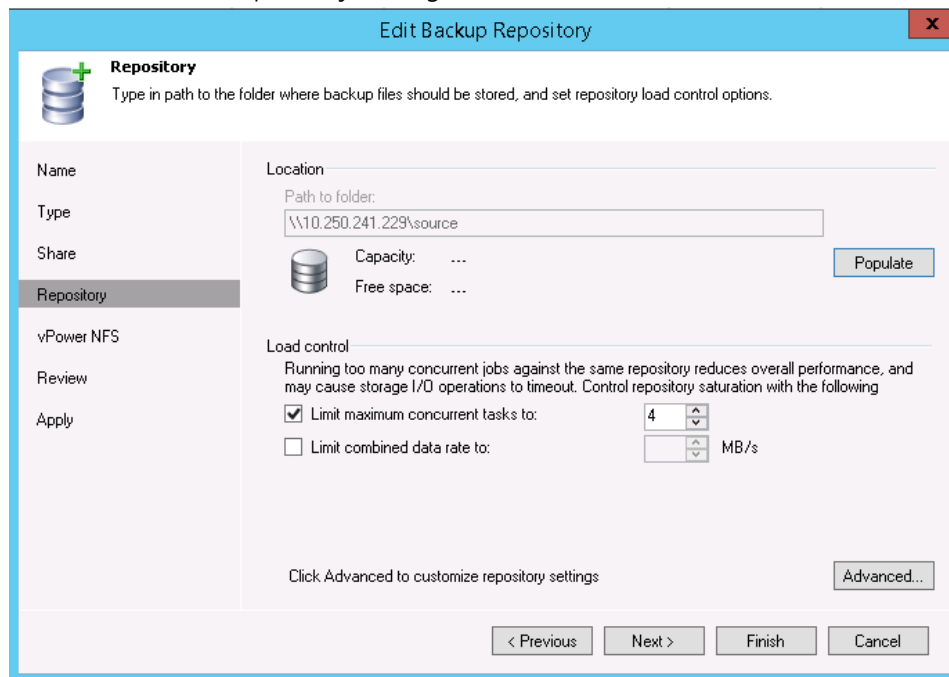 Edit Backup Repository
x
Repository
Type in path to the folder where backup files should be stored, and set repository load control options.
Name
Type
Share
Repository
vPower NFS
Review
Apply
Location
Path to folder:
\\10.250.241.229\source
Capacity: ...
Free space: ...
Populate
Load control
Running too many concurrent jobs against the same repository reduces overall performance, and
may cause storage I/O operations to timeout. Control repository saturation with the following
Limit maximum concurrent tasks to: 4
Limit combined data rate to: MB/s
Click Advanced to customize repository settings
Advanced...
< Previous
Next >
Finish
Cancel